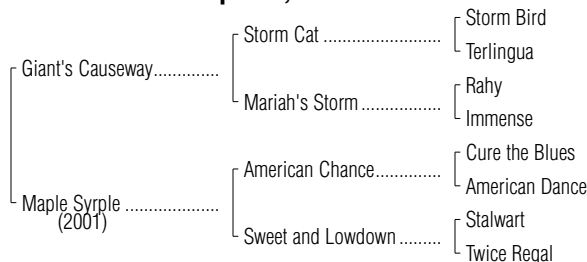 Storm Bird
Storm Cat ........................
Terlingua
Giant's Causeway..............
Rahy
Mariah's Storm ................
Immense
Cure the Blues
American Chance.............
American Dance
Maple Syrple ....................
(2001)
Stalwart
Sweet and Lowdown .........
Twice Regal